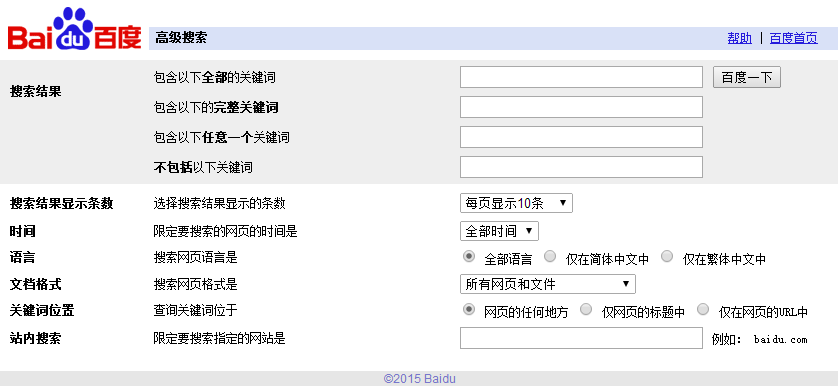 Bai du 百度 高级搜索 帮助 | 百度首页
搜索结果 包含以下全部的关键词 百度一下
包含以下的完整关键词
包含以下任意一个关键词
不包括以下关键词
搜索结果显示条数 选择搜索结果显示的条数 每页显示10条
时间 限定要搜索的网页的时间是 全部时间
语言 搜索网页语言是 全部语言 仅在简体中文中 仅在繁体中文中
文档格式 搜索网页格式是 所有网页和文件
关键词位置 查询关键词位于 网页的任何地方 仅网页的标题中 仅在网页的URL中
站内搜索 限定要搜索指定的网站是 例如: baidu.com
©2015 Baidu